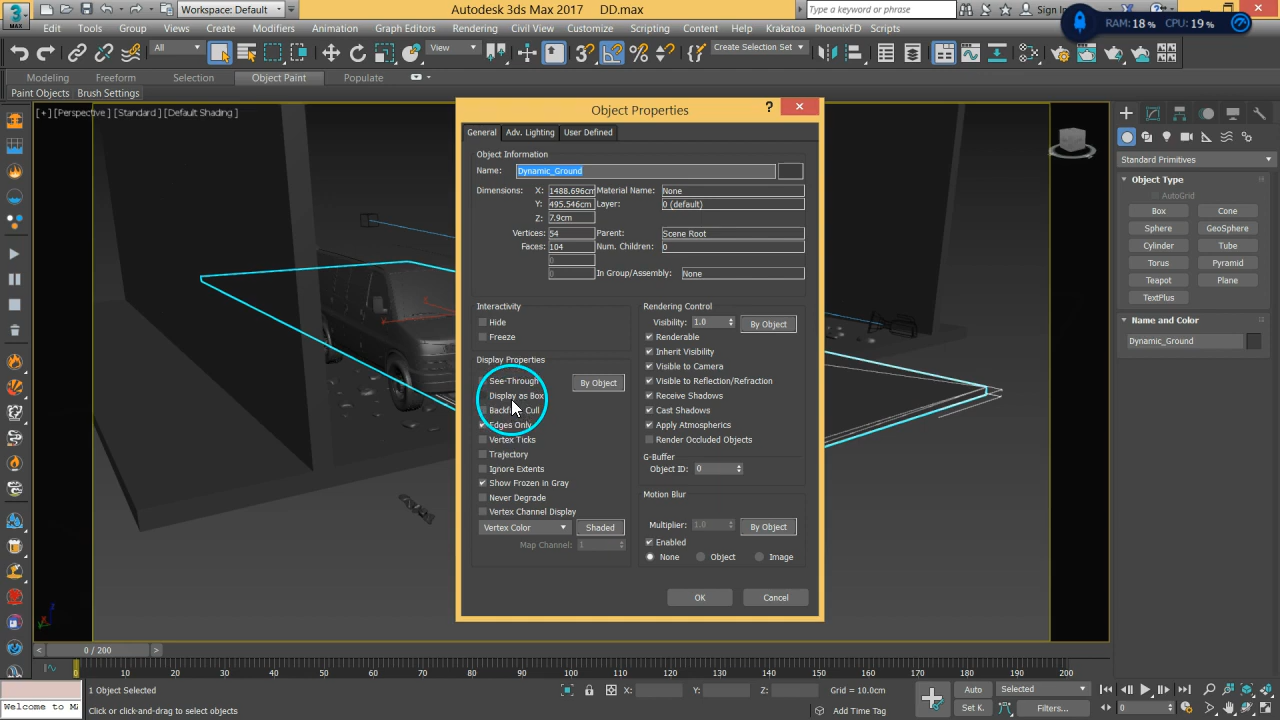 3
MAX
Workspace: Default
Autodesk 3ds Max 2017 DD.max
Type a keyword or phrase
Sign In
RAM: 18 % CPU: 19 %
Edit Tools Group Views Create Modifiers Animation Graph Editors Rendering Civil View Customize Scripting Content Help Krakatoa PhoenixFD Scripts
All
View
Create Selection Set
Modeling Freeform Selection Object Paint Populate
Paint Objects Brush Settings
[ + ] [Perspective ] [Standard ] [Default Shading ]
Object Properties
?
General Adv. Lighting User Defined
Object Information
Name: Dynamic_Ground
Dimensions: X: 1488.696cm Material Name: None
Y: 495.546cm Layer: 0 (default)
Z: 7.9cm
Vertices: 54 Parent: Scene Root
Faces: 104 Num. Children: 0
0
0 In Group/Assembly: None
Interactivity
Hide
Freeze
Display Properties
See-Through By Object
Display as Box
Backface Cull
Edges Only
Vertex Ticks
Trajectory
Ignore Extents
Show Frozen in Gray
Never Degrade
Vertex Channel Display
Vertex Color Shaded
Map Channel: 1
Rendering Control
Visibility: 1.0 By Object
Renderable
Inherit Visibility
Visible to Camera
Visible to Reflection/Refraction
Receive Shadows
Cast Shadows
Apply Atmospherics
Render Occluded Objects
G-Buffer
Object ID: 0
Motion Blur
Multiplier: 1.0 By Object
Enabled
None Object Image
OK Cancel
Standard Primitives
Object Type
AutoGrid
Box Cone
Sphere GeoSphere
Cylinder Tube
Torus Pyramid
Teapot Plane
TextPlus
Name and Color
Dynamic_Ground
0 / 200
0 10 20 30 40 50 60 70 80 90 100 110 120 130 140 150 160 170 180 190 200
1 Object Selected
X: Y: Z: Grid = 10.0cm
Auto Selected
Welcome to M
Click or click-and-drag to select objects
Add Time Tag
Set K. Filters...
0